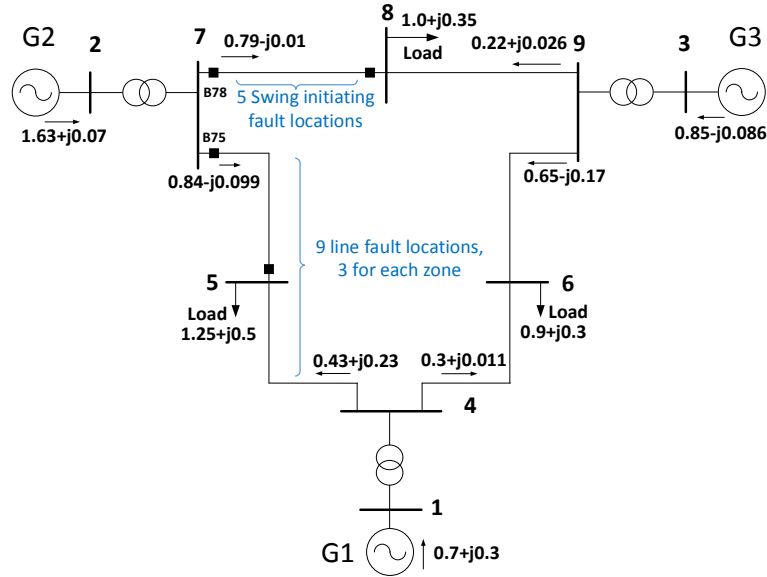 8
1.0+j0.35
Load
G2
2
7
0.79-j0.01
0.22+j0.026
9
3
G3
B78
5 Swing initiating
fault locations
1.63+j0.07
0.85-j0.086
B75
0.84-j0.099
0.65-j0.17
9 line fault locations,
3 for each zone
5
6
Load
1.25+j0.5
Load
0.9+j0.3
0.43+j0.23
0.3+j0.011
4
1
G1
0.7+j0.3